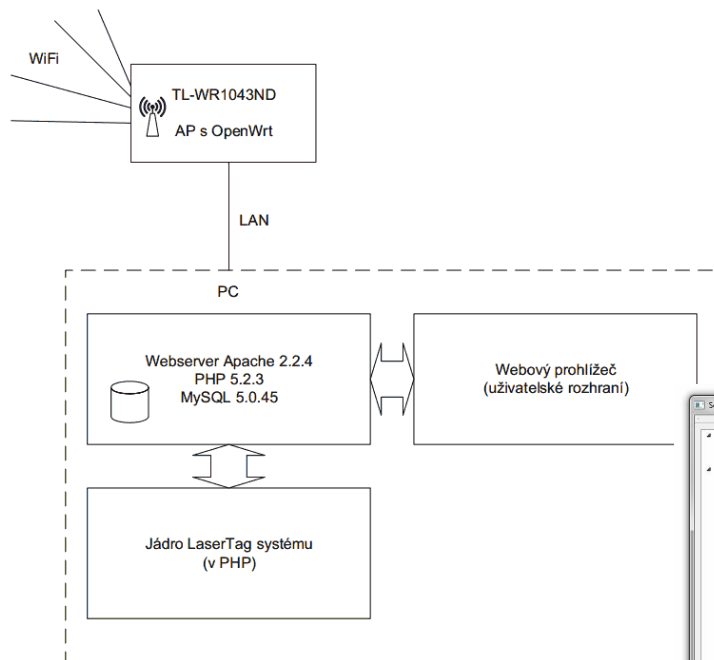 WiFi
TL-WR1043ND
AP s OpenWrt
LAN
PC
Webserver Apache 2.2.4
PHP 5.2.3
MySQL 5.0.45
Webový prohlížeč
(uživatelské rozhraní)
Jádro LaserTag systému
(v PHP)